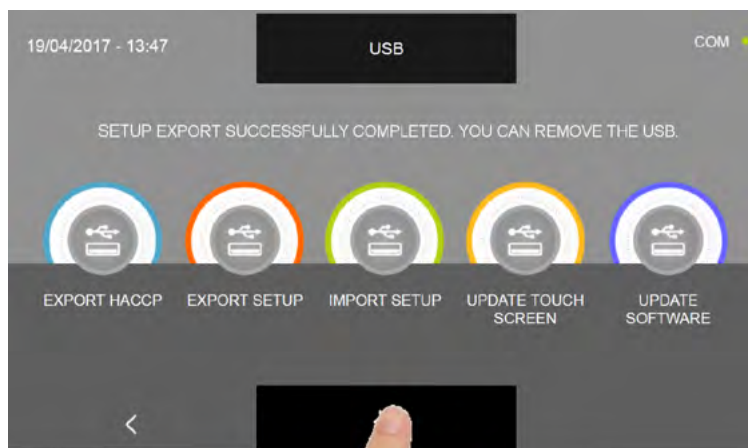 19/04/2017 - 13:47
USB
COM
SETUP EXPORT SUCCESSFULLY COMPLETED. YOU CAN REMOVE THE USB.
EXPORT HACCP
EXPORT SETUP
IMPORT SETUP
UPDATE TOUCH
SCREEN
UPDATE
SOFTWARE